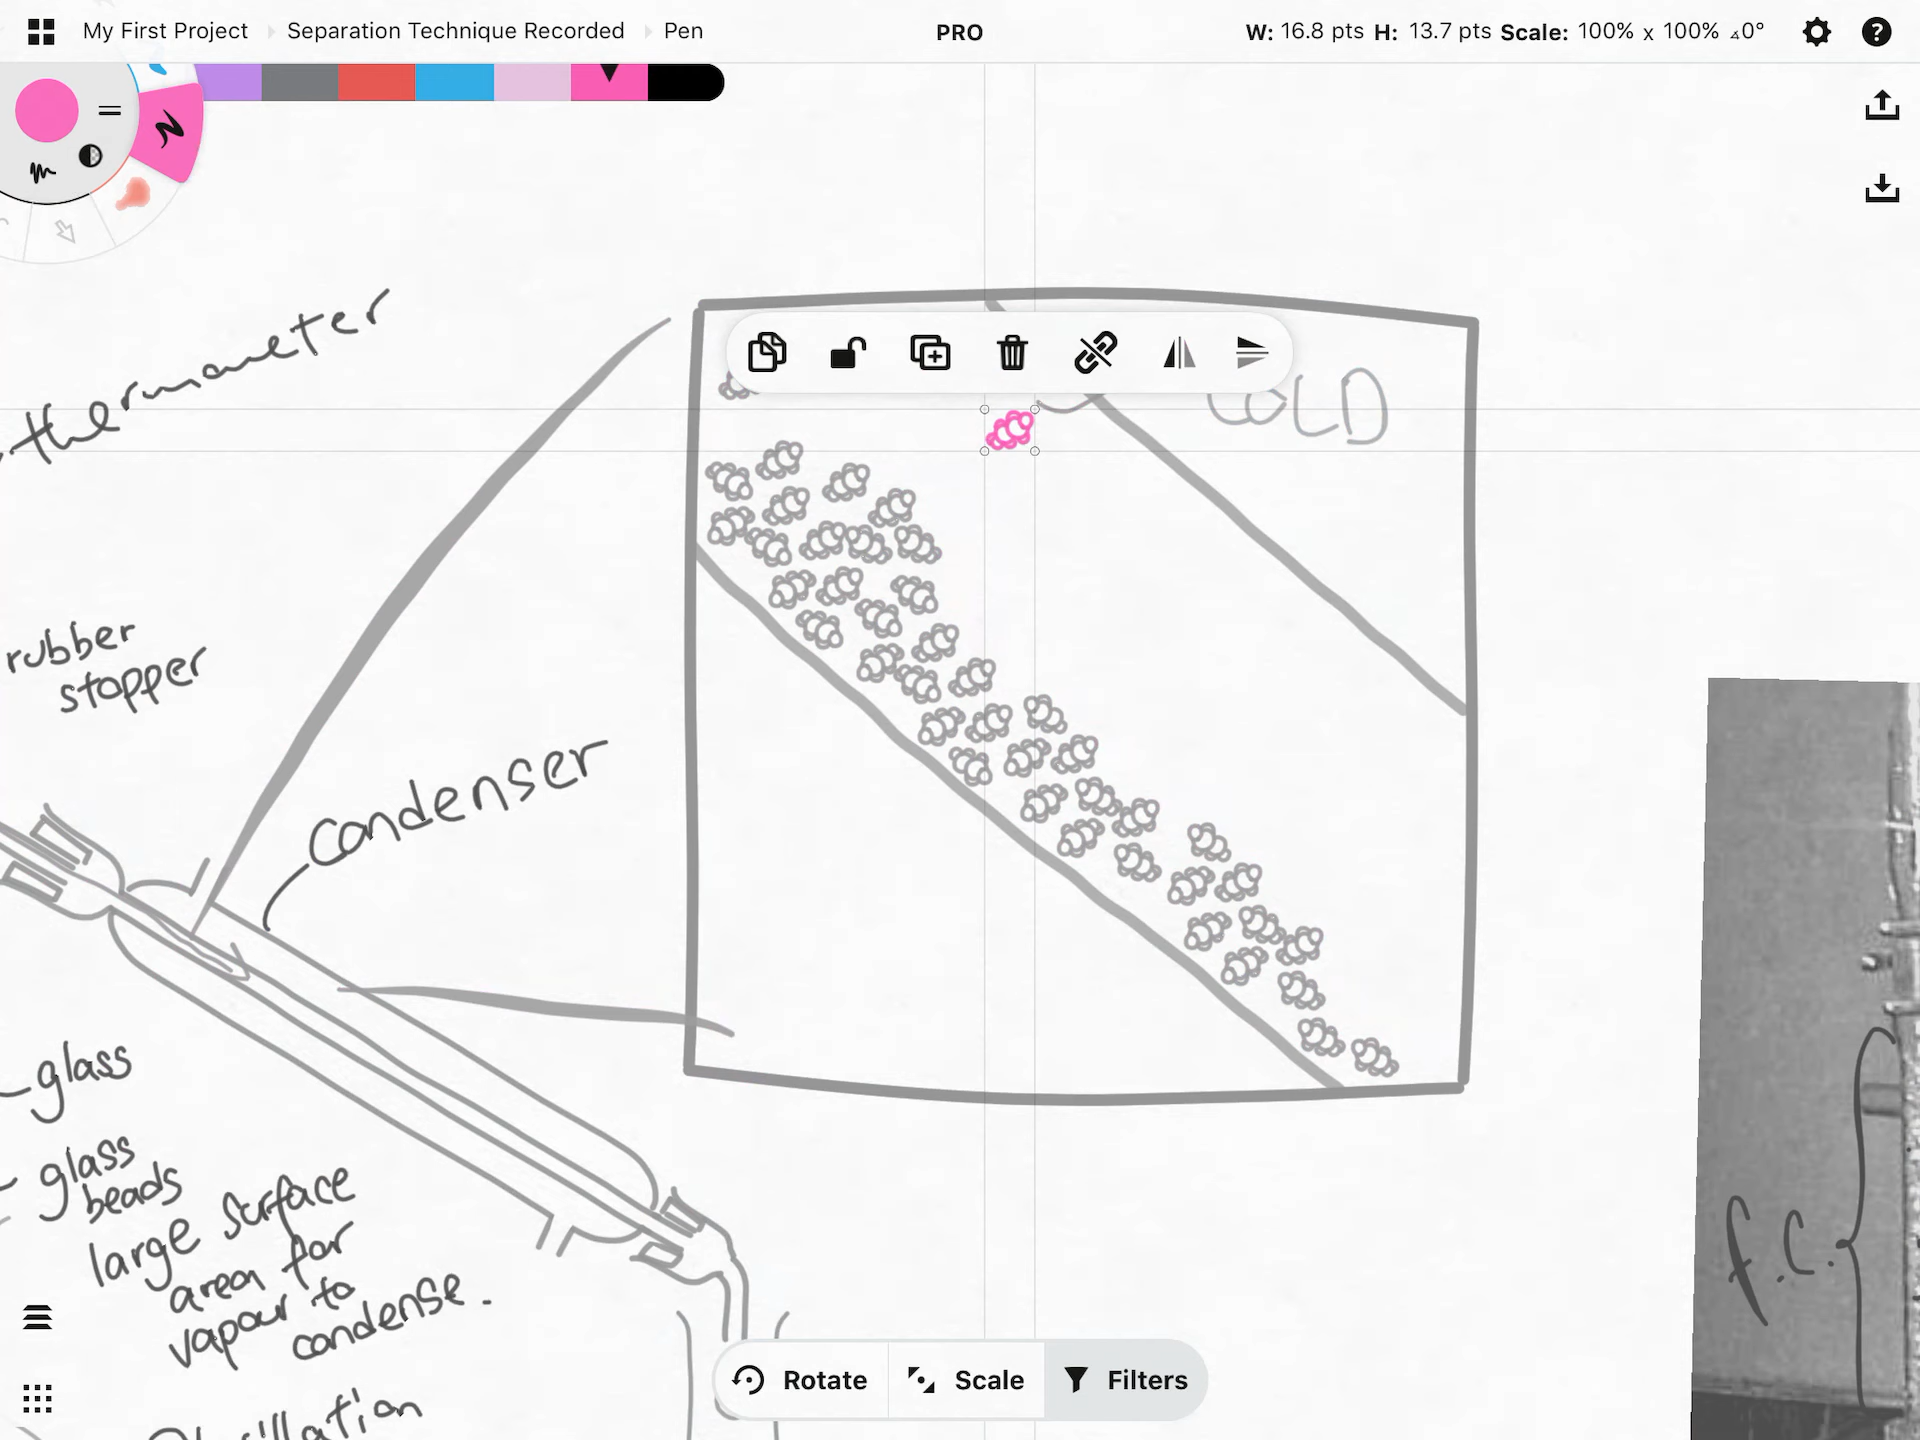 My First Project Separation Technique Recorded Pen
PRO
W: 16.8 pts H: 13.7 pts Scale: 100% x 100% ⊿0°
thermometer
COLD
rubber
stopper
Condenser
glass
glass
beads
large surface
area for
vapour to
condense.
f.c.
Distillation
Rotate Scale Filters